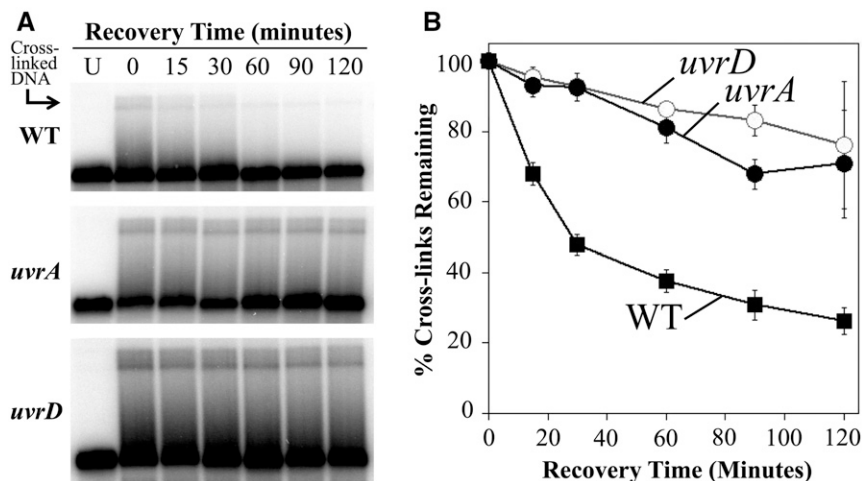 A
Recovery Time (minutes)
Cross-
linked
DNA
U 0 15 30 60 90 120
WT
uvrA
uvrD
B
% Cross-links Remaining
100
80
60
40
20
0
uvrD
uvrA
WT
0 20 40 60 80 100 120
Recovery Time (Minutes)